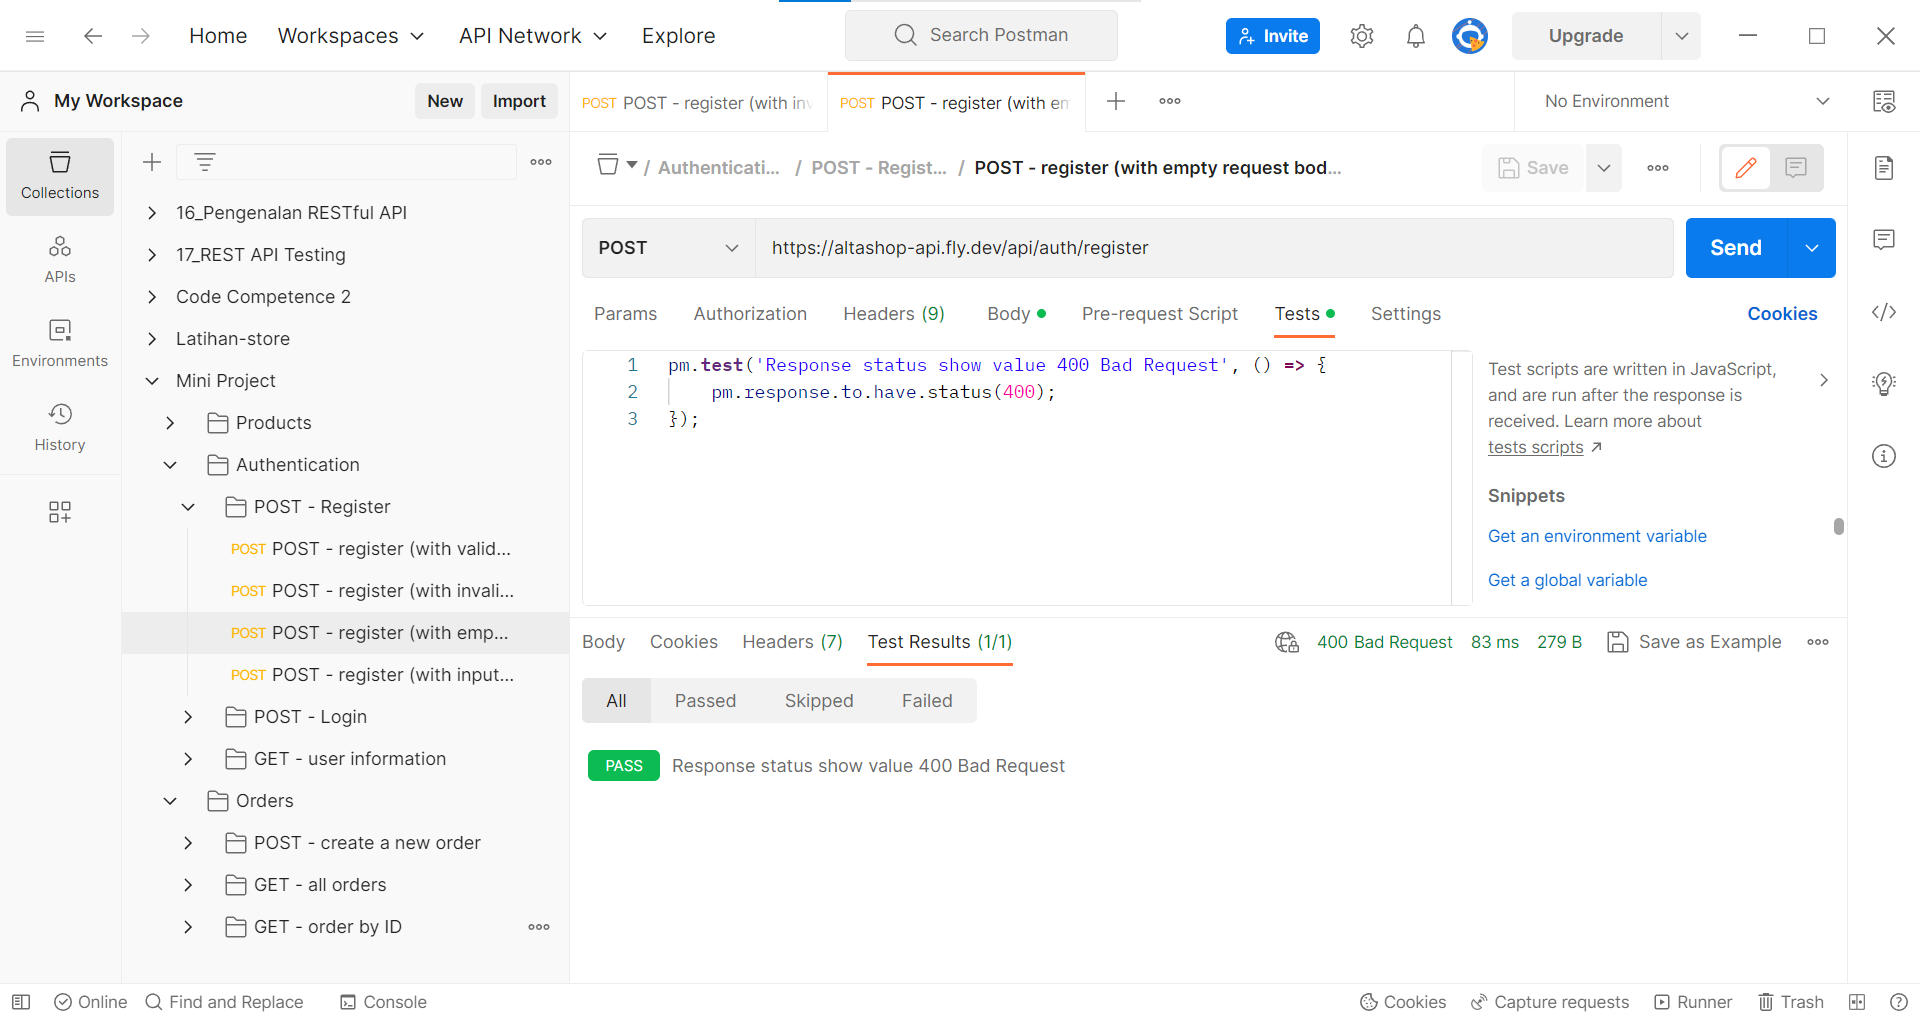 Home
Workspaces
API Network
Explore
Search Postman
Invite
Upgrade
My Workspace
New
Import
POST POST - register (with inv
POST POST - register (with em
No Environment
Collections
APIs
Environments
History
16_Pengenalan RESTful API
17_REST API Testing
Code Competence 2
Latihan-store
Mini Project
Products
Authentication
POST - Register
POST POST - register (with valid...
POST POST - register (with invali...
POST POST - register (with emp...
POST POST - register (with input...
POST - Login
GET - user information
Orders
POST - create a new order
GET - all orders
GET - order by ID
/ Authenticati... / POST - Regist... / POST - register (with empty request bod...
Save
POST
https://altashop-api.fly.dev/api/auth/register
Send
Params
Authorization
Headers (9)
Body
Pre-request Script
Tests
Settings
Cookies
1 pm.test('Response status show value 400 Bad Request', () => {
2 pm.response.to.have.status(400);
3 });
Test scripts are written in JavaScript,
and are run after the response is
received. Learn more about
tests scripts
Snippets
Get an environment variable
Get a global variable
Body
Cookies
Headers (7)
Test Results (1/1)
400 Bad Request
83 ms
279 B
Save as Example
All
Passed
Skipped
Failed
PASS
Response status show value 400 Bad Request
Online
Find and Replace
Console
Cookies
Capture requests
Runner
Trash